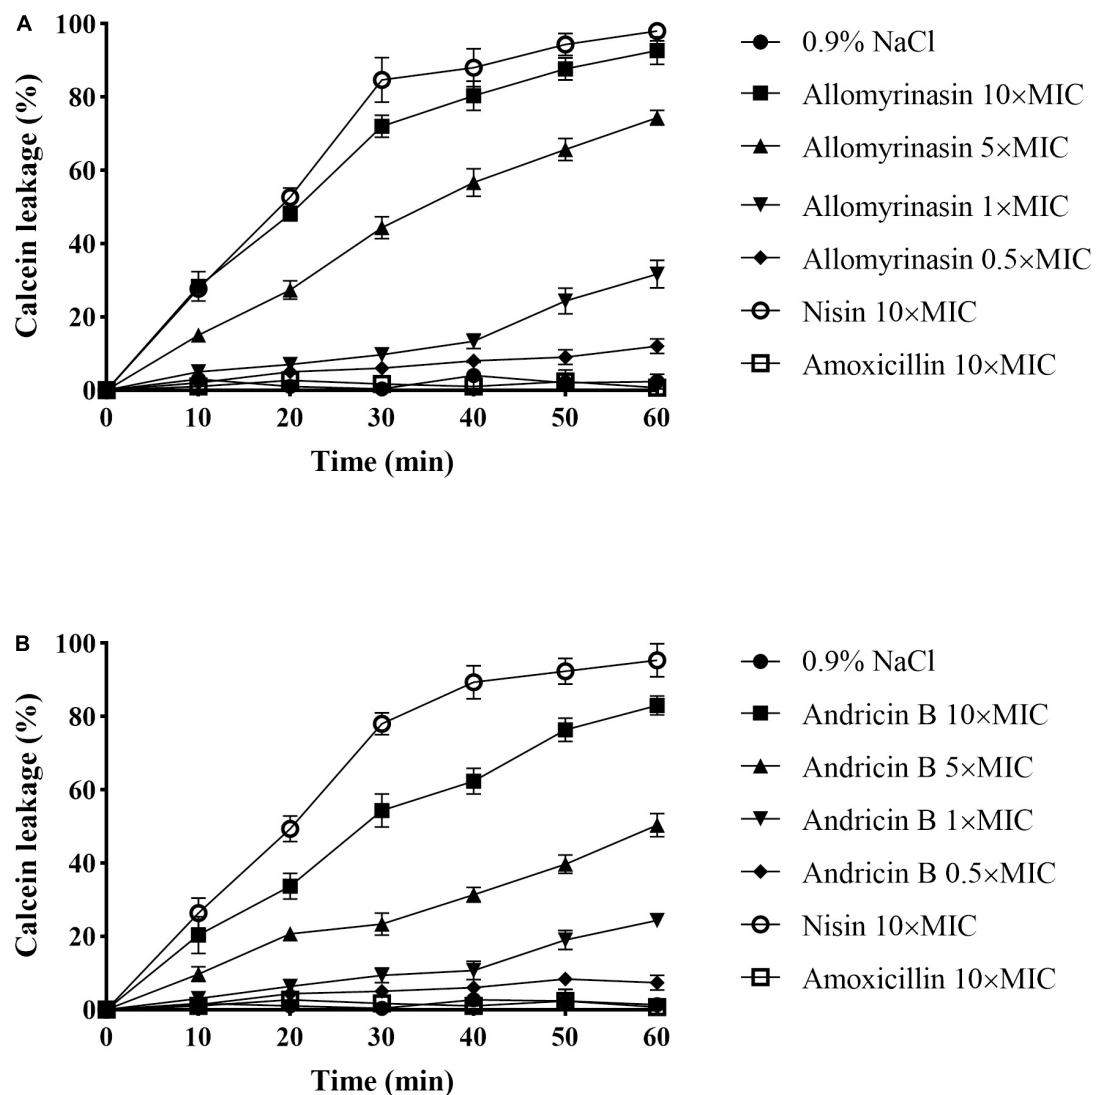 A
Calcein leakage (%)
100
80
60
40
20
0
0 10 20 30 40 50 60
Time (min)
0.9% NaCl
Allomyrinasin 10×MIC
Allomyrinasin 5×MIC
Allomyrinasin 1×MIC
Allomyrinasin 0.5×MIC
Nisin 10×MIC
Amoxicillin 10×MIC
B
Calcein leakage (%)
100
80
60
40
20
0
0 10 20 30 40 50 60
Time (min)
0.9% NaCl
Andricin B 10×MIC
Andricin B 5×MIC
Andricin B 1×MIC
Andricin B 0.5×MIC
Nisin 10×MIC
Amoxicillin 10×MIC